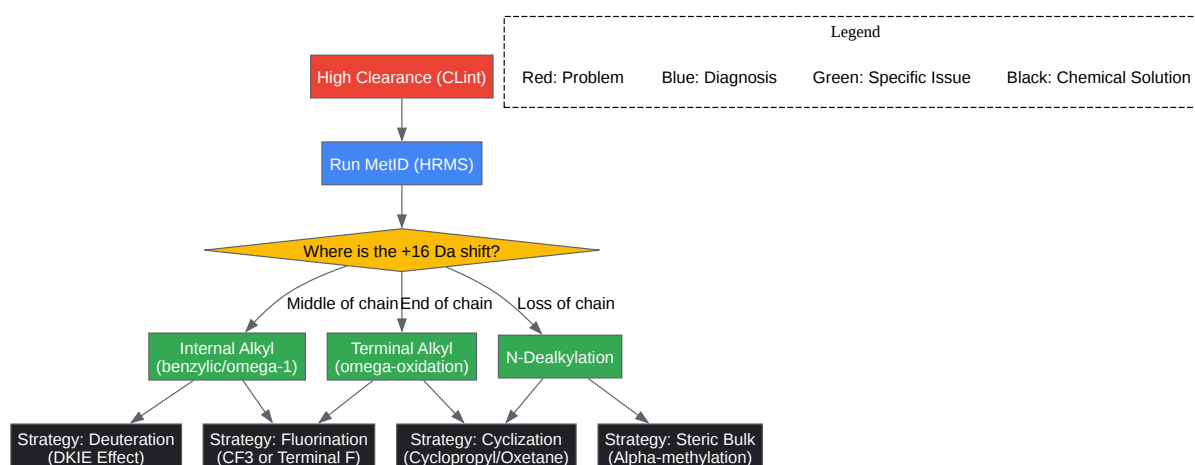 Legend
High Clearance (CLint)
Red: Problem
Blue: Diagnosis
Green: Specific Issue
Black: Chemical Solution
Run MetID (HRMS)
Where is the +16 Da shift?
Middle of chain
End of chain
Loss of chain
Internal Alkyl
(benzylic/omega-1)
Terminal Alkyl
(omega-oxidation)
N-Dealkylation
Strategy: Deuteration
(DKIE Effect)
Strategy: Fluorination
(CF3 or Terminal F)
Strategy: Cyclization
(Cyclopropyl/Oxetane)
Strategy: Steric Bulk
(Alpha-methylation)